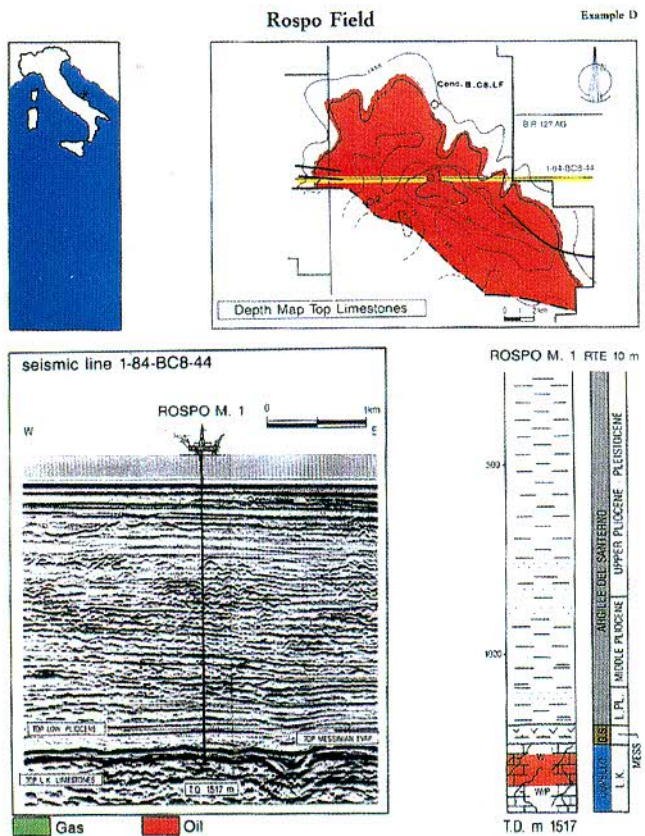 Rospo Field
Example D
Cond. B.C8.LF
B.R 127.AG
1-84-BC8-44
Depth Map Top Limestones
0 1 2km
seismic line 1-84-BC8-44
ROSPO M. 1
0 1km
W
E
TOP LOW PLIOCENE
TOP MESSINIAN EVAP.
TOP L.K. LIMESTONES
T.D. 1517 m
Gas
Oil
ROSPO M. 1 RTE 10 m
500
1000
ARGILLE DEL SANTERNO
PLEISTOCENE
UPPER PLIOCENE
MIDDLE PLIOCENE
L.PL.
MESS
G.S.
L.K.
T.D. m 1517